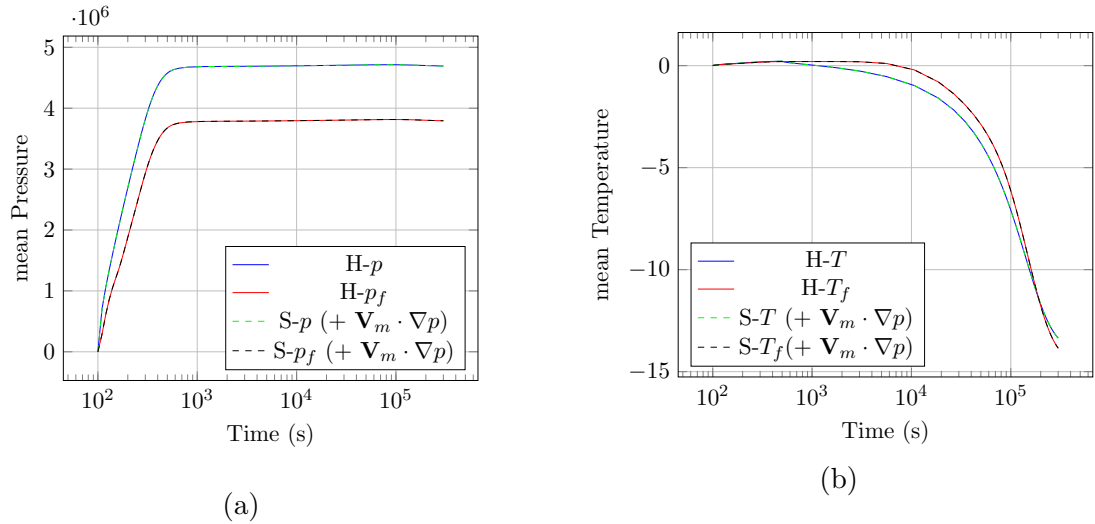 ·10⁶
5
4
3
2
1
0
10² 10³ 10⁴ 10⁵
mean Pressure
Time (s)
H-p
H-p_f
S-p (+ V_m · ∇p)
S-p_f (+ V_m · ∇p)
(a)
0
−5
−10
−15
10² 10³ 10⁴ 10⁵
mean Temperature
Time (s)
H-T
H-T_f
S-T (+ V_m · ∇p)
S-T_f(+ V_m · ∇p)
(b)